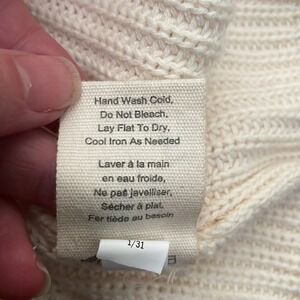 Hand Wash Cold,
Do Not Bleach,
Lay Flat To Dry,
Cool Iron As Needed
Laver à la main
en eau froide,
Ne pas javelliser,
Sécher à plat,
Fer tiède au besoin
1/31